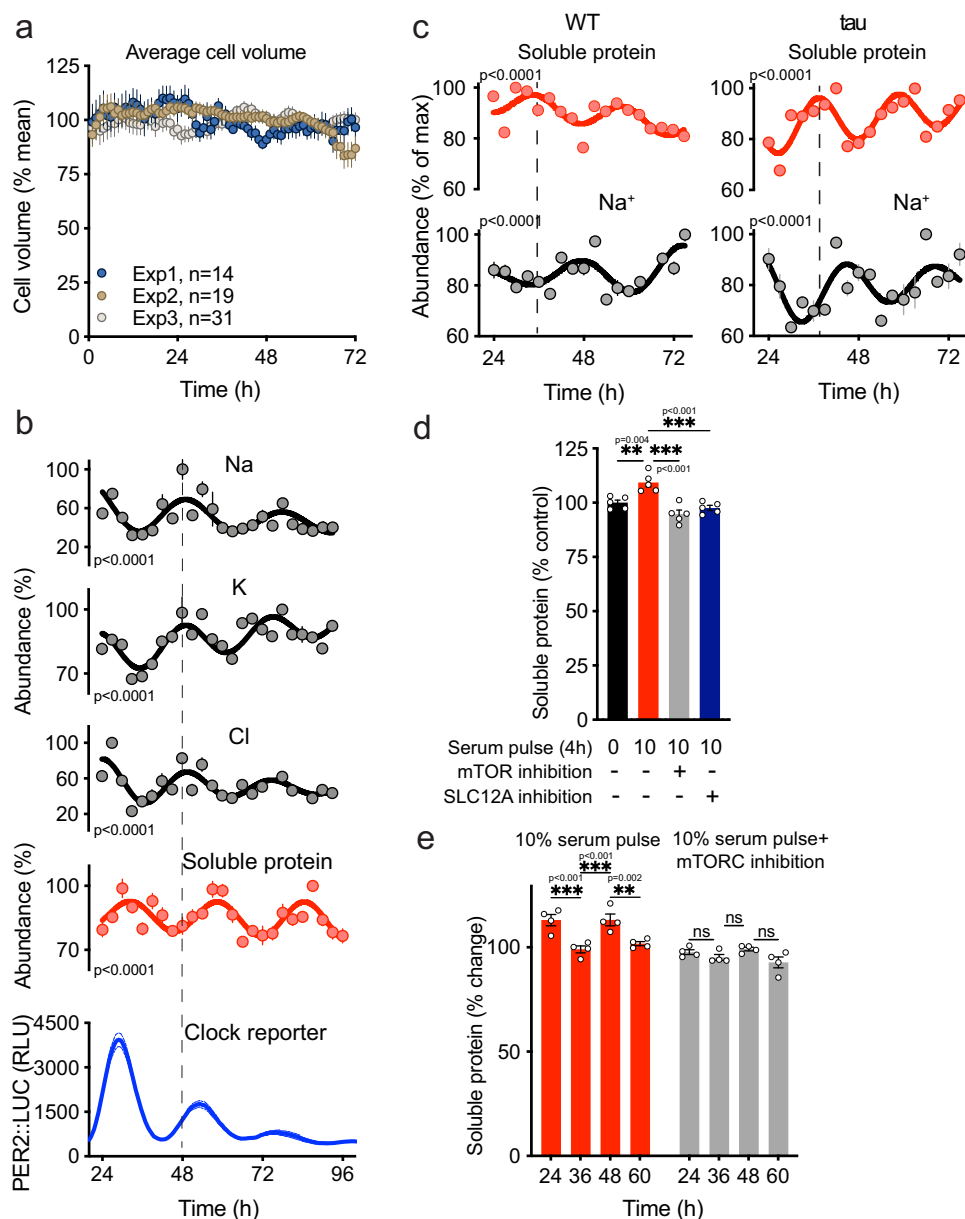 a
Average cell volume
125
100
75
50
25
0
Cell volume (% mean)
Exp1, n=14
Exp2, n=19
Exp3, n=31
0 24 48 72
Time (h)
b
Na
100
60
20
p<0.0001
K
100
70
p<0.0001
Abundance (%)
Cl
100
60
20
p<0.0001
Soluble protein
100
70
p<0.0001
Abundance (%)
Clock reporter
4500
3000
1500
0
PER2::LUC (RLU)
24 48 72 96
Time (h)
c
WT
Soluble protein
p<0.0001
100
80
60
Na+
p<0.0001
100
80
60
Abundance (% of max)
24 48 72
Time (h)
tau
Soluble protein
p<0.0001
100
80
60
Na+
p<0.0001
100
80
60
24 48 72
Time (h)
d
p<0.001
***
p=0.004
** ***
p<0.001
125
100
75
50
25
0
Soluble protein (% control)
Serum pulse (4h) 0 10 10 10
mTOR inhibition - - + -
SLC12A inhibition - - - +
e
10% serum pulse
10% serum pulse+
mTORC inhibition
p<0.001
***
p<0.001 p=0.002
*** **
ns ns
ns
100
50
0
Soluble protein (% change)
24 36 48 60 24 36 48 60
Time (h)